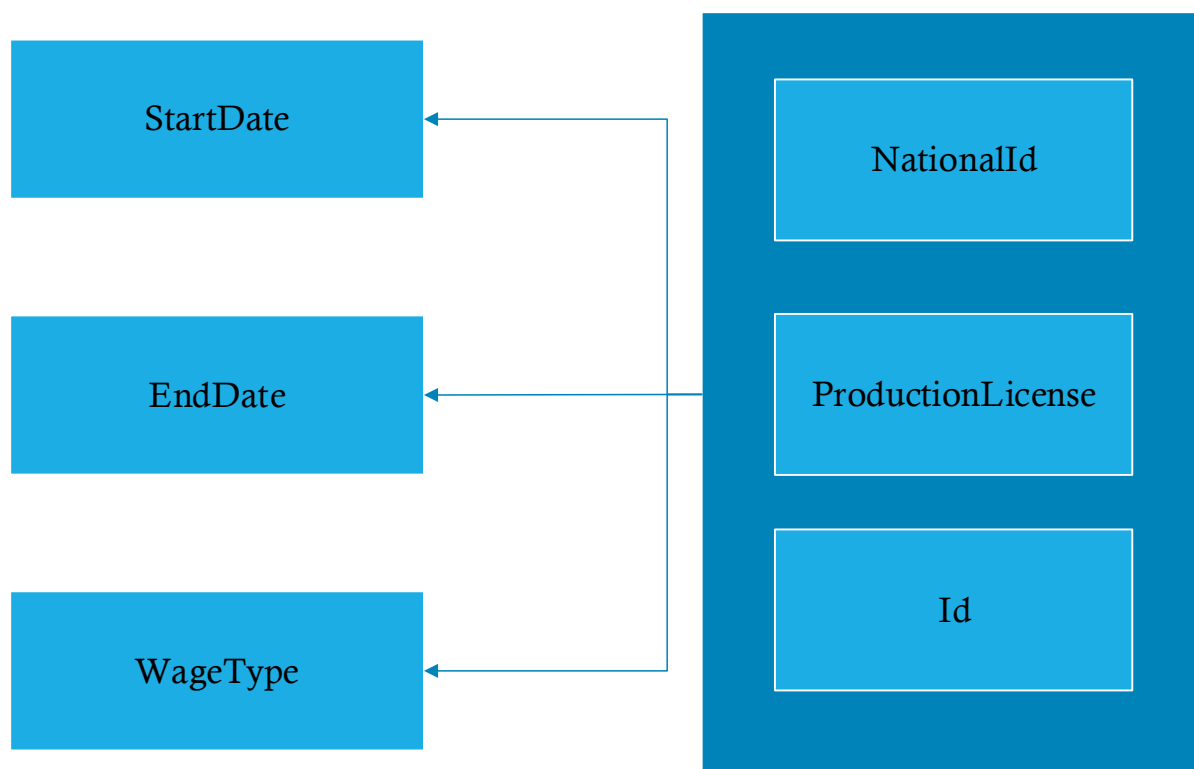 StartDate
EndDate
WageType
NationalId
ProductionLicense
Id